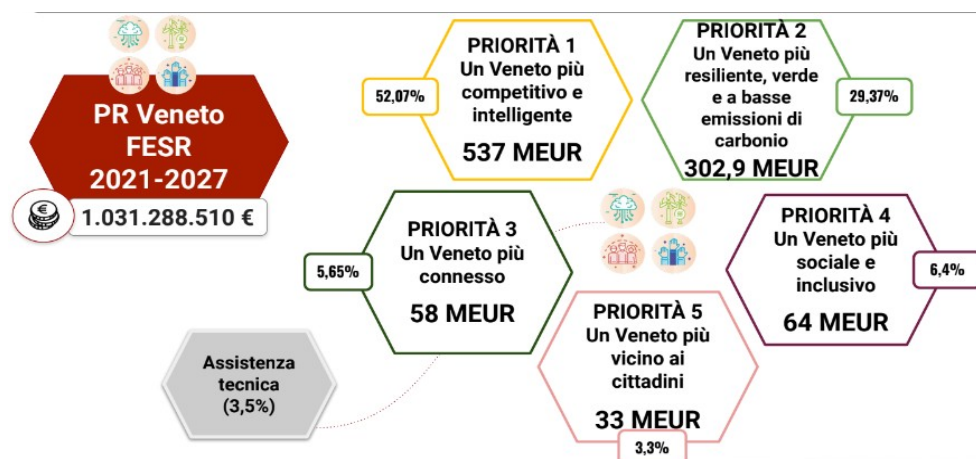 PR Veneto
FESR
2021-2027
1.031.288.510 €
PRIORITÀ 1
Un Veneto più
competitivo e
intelligente
537 MEUR
52,07%
PRIORITÀ 2
Un Veneto più
resiliente, verde
e a basse
emissioni di
carbonio
302,9 MEUR
29,37%
PRIORITÀ 3
Un Veneto più
connesso
58 MEUR
5,65%
PRIORITÀ 4
Un Veneto più
sociale e
inclusivo
64 MEUR
6,4%
PRIORITÀ 5
Un Veneto più
vicino ai
cittadini
33 MEUR
3,3%
Assistenza
tecnica
(3,5%)